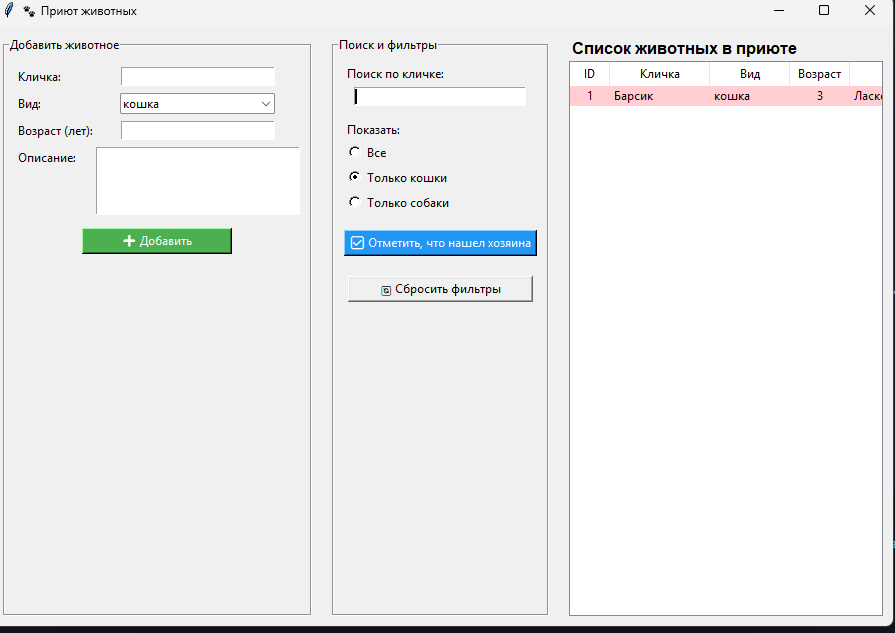 Приют животных
Добавить животное
Кличка:
Вид:
кошка
Возраст (лет):
Описание:
Добавить
Поиск и фильтры
Поиск по кличке:
Показать:
Все
Только кошки
Только собаки
Отметить, что нашел хозяина
Сбросить фильтры
Список животных в приюте
ID Кличка Вид Возраст
1 Барсик кошка 3 Ласко